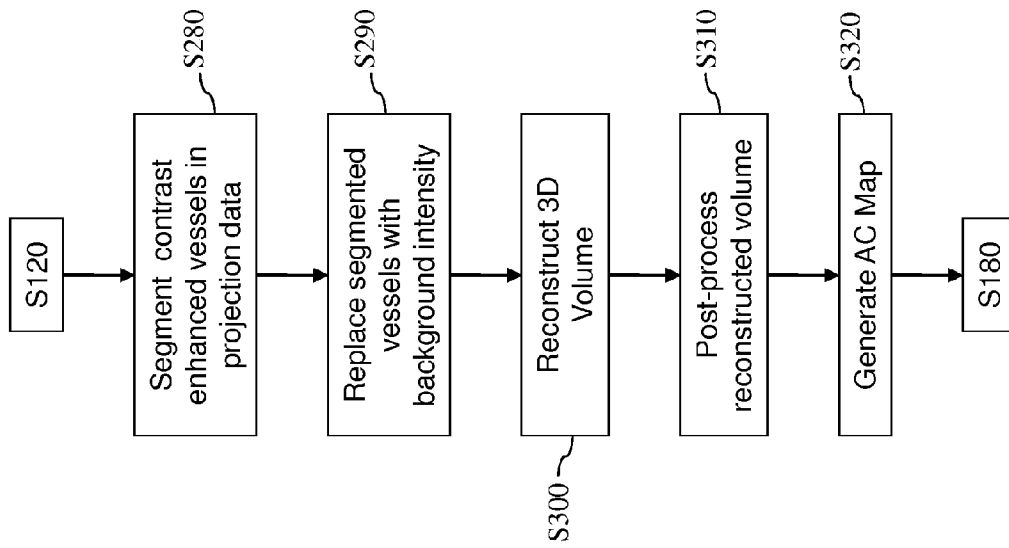 S120
Segment contrast
enhanced vessels in
projection data
S280
Replace segmented
vessels with
background intensity
S290
Reconstruct 3D
Volume
S300
Post-process
reconstructed volume
S310
Generate AC Map
S320
S180